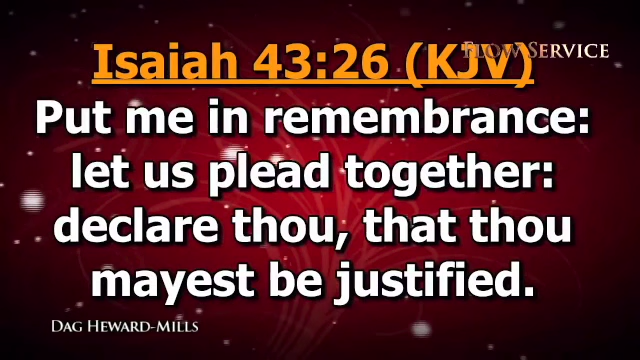 Isaiah 43:26 (KJV)
FLOW SERVICE
Put me in remembrance:
let us plead together:
declare thou, that thou
mayest be justified.
DAG HEWARD-MILLS